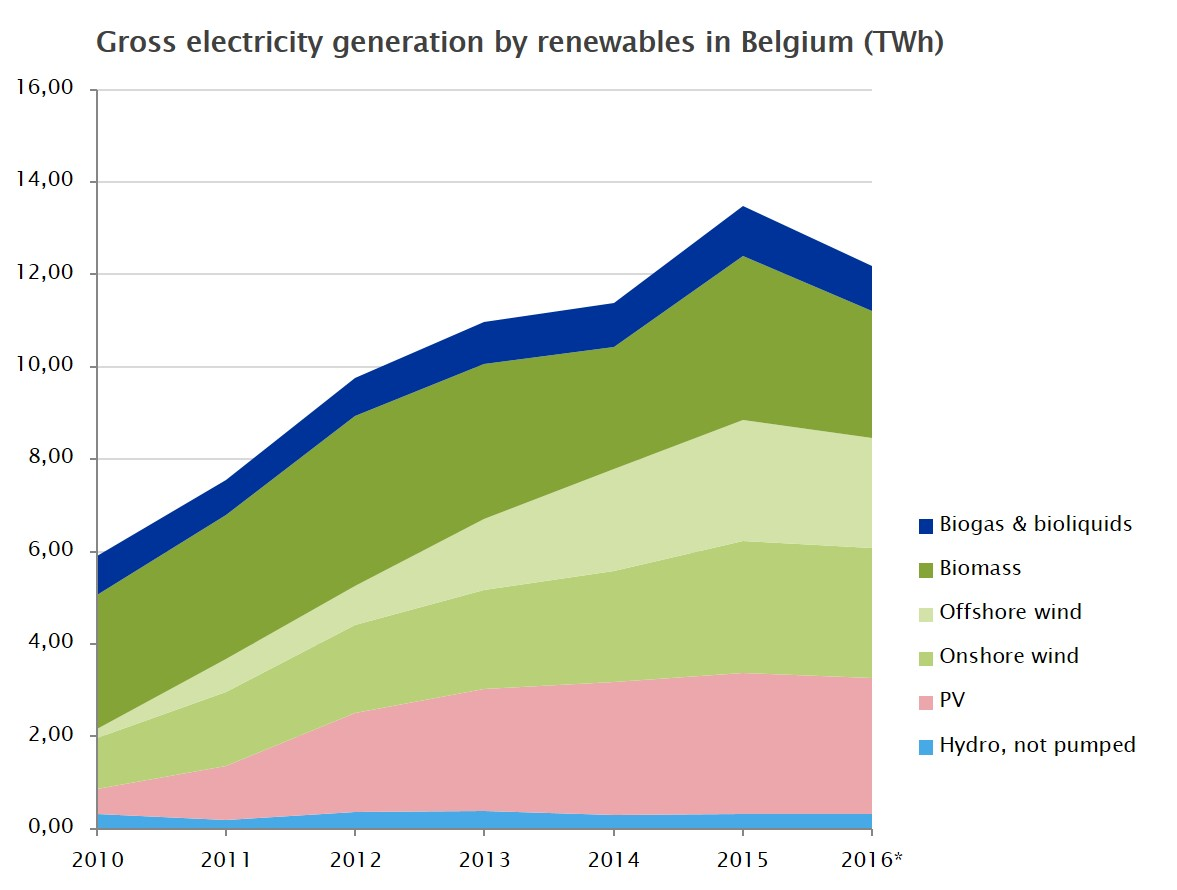 Gross electricity generation by renewables in Belgium (TWh)
16,00
14,00
12,00
10,00
8,00
6,00
4,00
2,00
0,00
2010 2011 2012 2013 2014 2015 2016*
Biogas & bioliquids
Biomass
Offshore wind
Onshore wind
PV
Hydro, not pumped